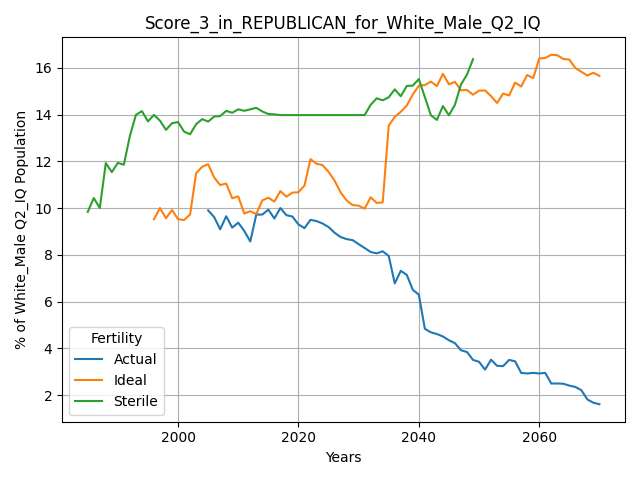 Score_3_in_REPUBLICAN_for_White_Male_Q2_IQ
% of White_Male Q2_IQ Population
16
14
12
10
8
6
4
2
Fertility
Actual
Ideal
Sterile
2000
2020
2040
2060
Years